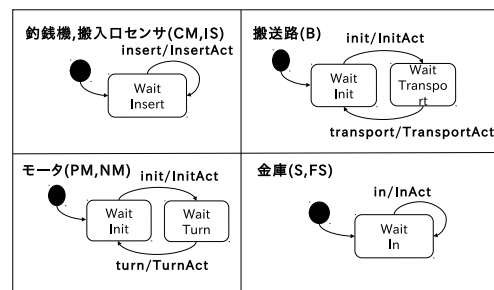 釣銭機,搬入口センサ(CM,IS)
insert/InsertAct
Wait
Insert
搬送路(B)
init/InitAct
Wait
Init
Wait
Transpo
rt
transport/TransportAct
モータ(PM,NM)
init/InitAct
Wait
Init
Wait
Turn
turn/TurnAct
金庫(S,FS)
in/InAct
Wait
In